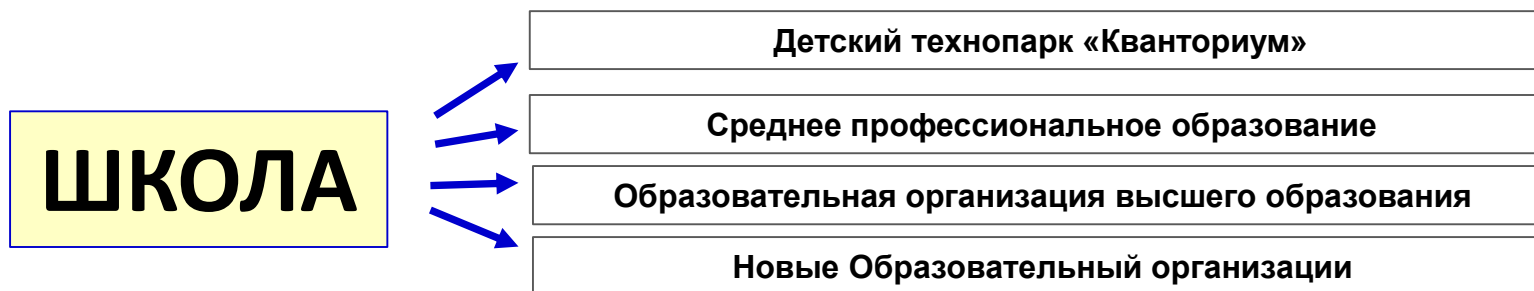 ШКОЛА
Детский технопарк «Кванториум»
Среднее профессиональное образование
Образовательная организация высшего образования
Новые Образовательный организации